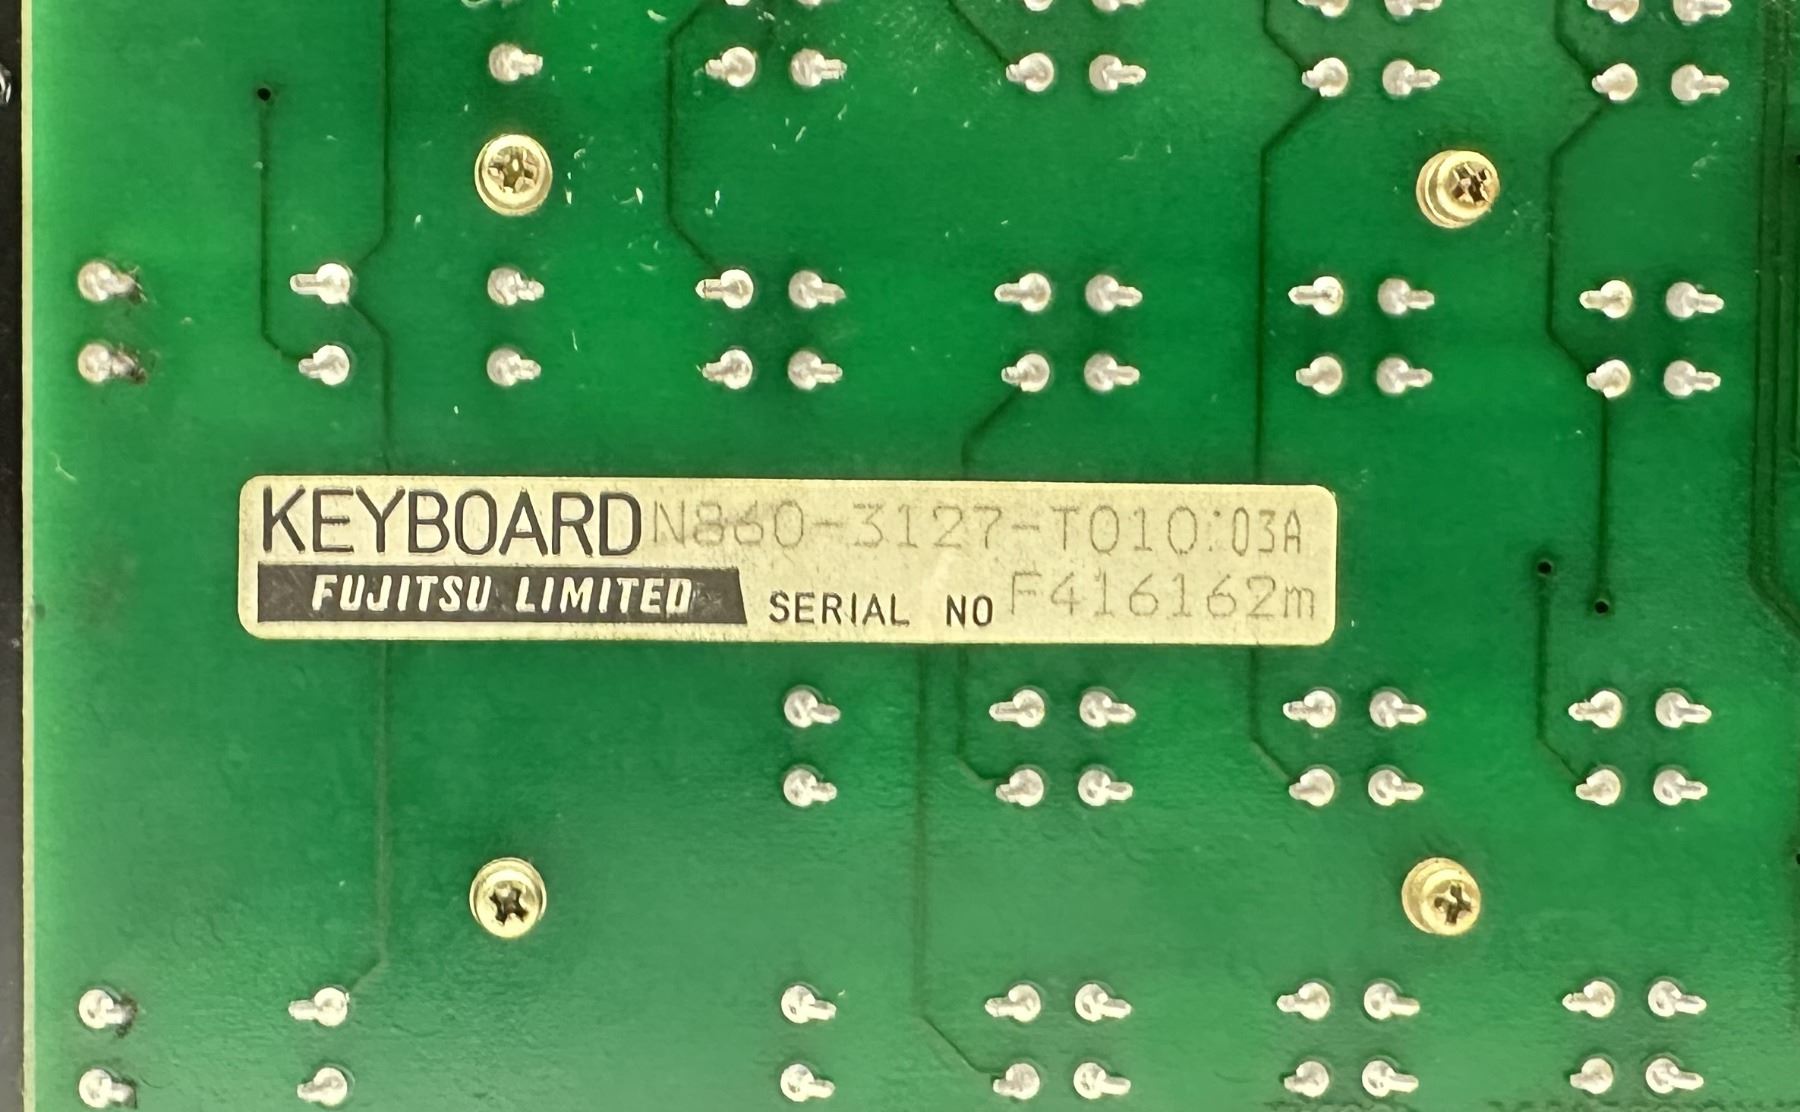 KEYBOARD N860-3127-T010:03A
FUJITSU LIMITED SERIAL NO F416162m